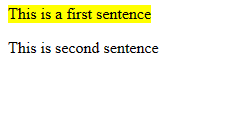 This is a first sentence
This is second sentence